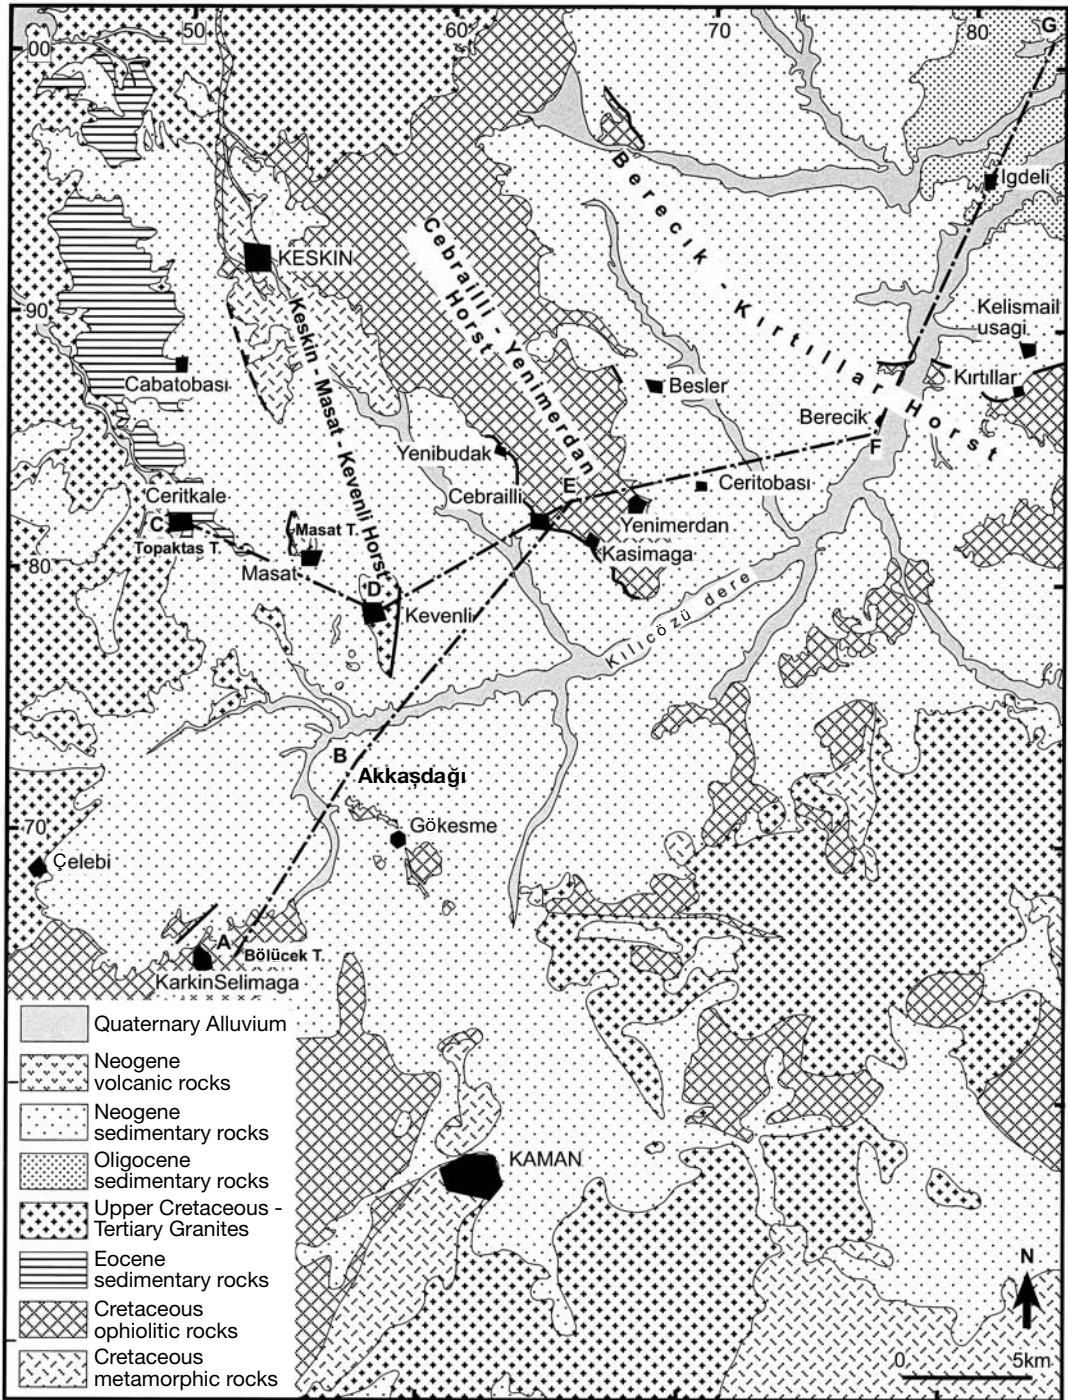 50
60
70
80
G
00
Igdeli
Berecık - Kırtıllar Horst
Cebrailli - Yenimerdan
Horst
KESKIN
Keskin - Masat - Kevenli Horst
90
Kelismail
usagi
Cabatobası
Besler
Kırtıllar
Berecik
F
Yenibudak
Ceritkale
Cebrailli
E
Ceritobası
C
Masat T.
Yenimerdan
Topaktas T.
Kasimaga
80
Masat
D
Kevenli
Kılıcözü dere
B
Akkaşdağı
70
Gökesme
Çelebi
A
Bölücek T.
KarkinSelimaga
Quaternary Alluvium
Neogene
volcanic rocks
Neogene
sedimentary rocks
Oligocene
sedimentary rocks
Upper Cretaceous -
Tertiary Granites
Eocene
sedimentary rocks
Cretaceous
ophiolitic rocks
Cretaceous
metamorphic rocks
KAMAN
N
0 5km